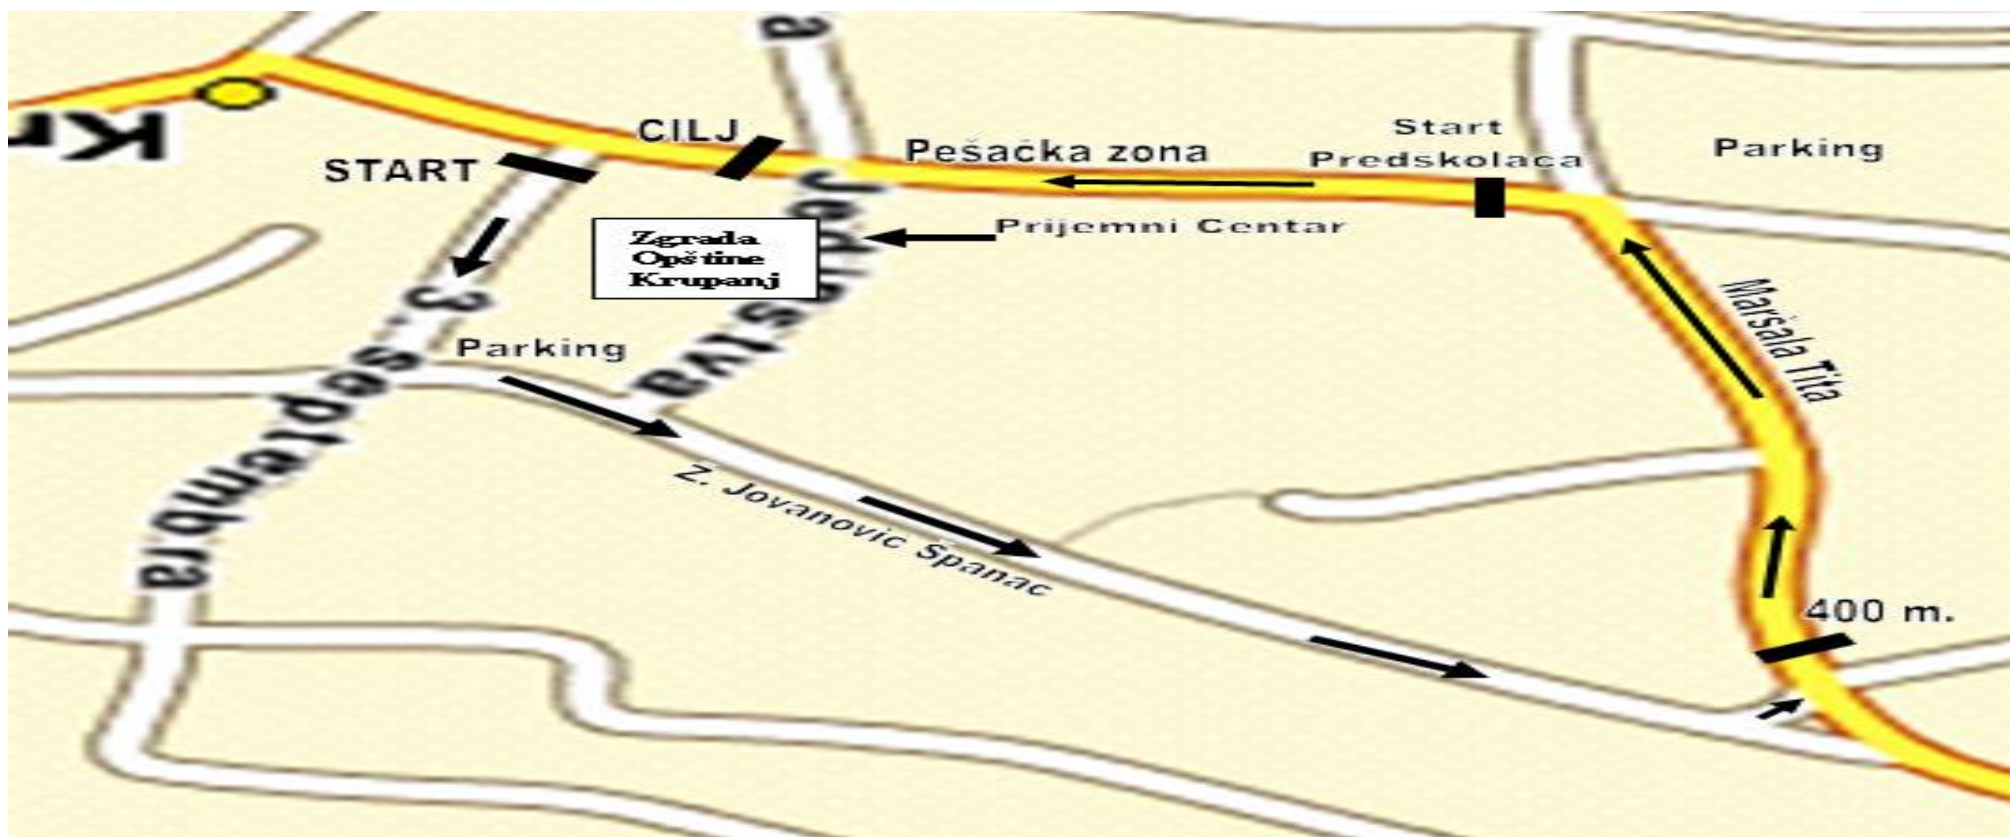 a
Kr
CILJ
START
Pešačka zona
Start
Predskolaca
Parking
Prijemni Centar
Zgrada
Opštine
Krupanj
Jedinstva
3. septembra
Parking
Maršala Tita
Z. Jovanovic Španac
400 m.